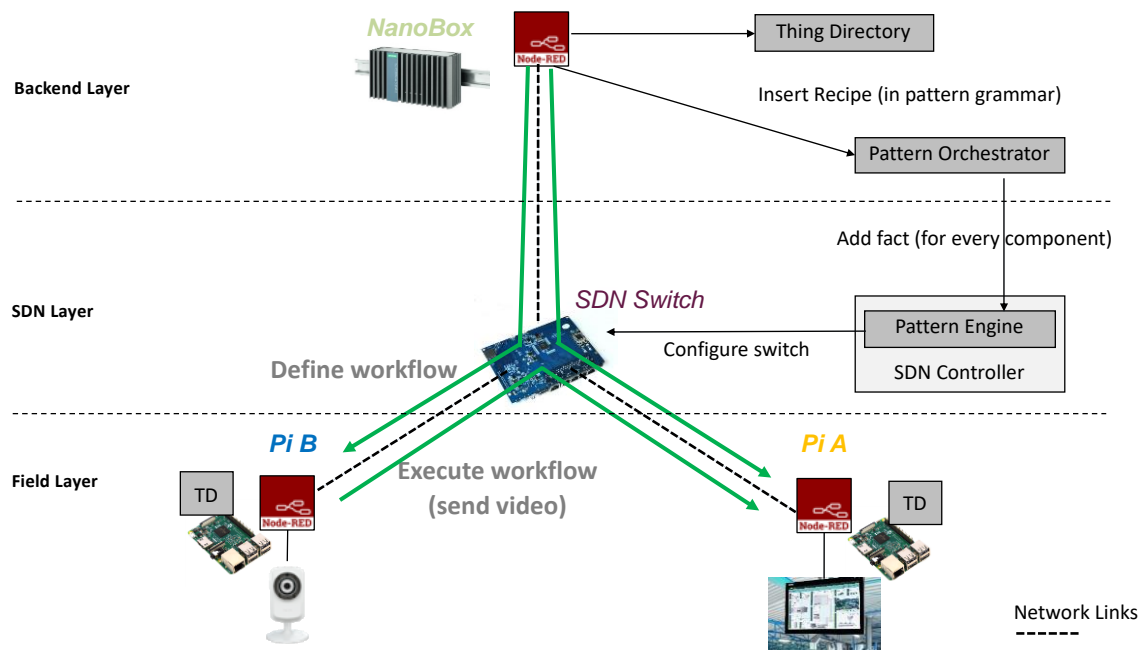 NanoBox
Node-RED
Thing Directory
Backend Layer
Insert Recipe (in pattern grammar)
Pattern Orchestrator
Add fact (for every component)
SDN Switch
SDN Layer
Pattern Engine
Configure switch
SDN Controller
Define workflow
Pi B
Pi A
Execute workflow
(send video)
Field Layer
TD
Node-RED
Node-RED
TD
Network Links